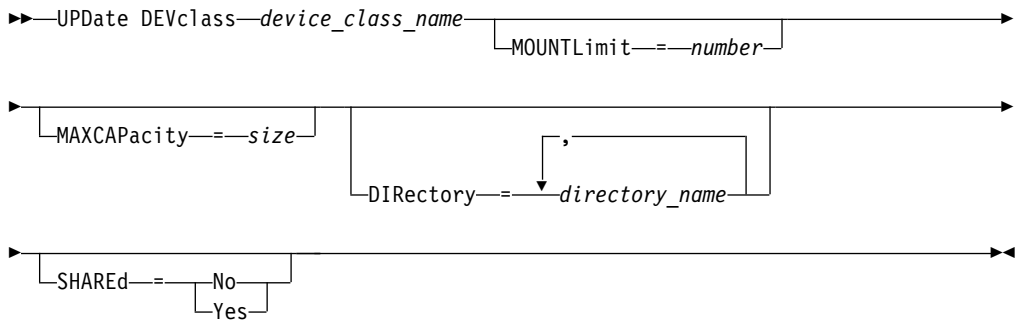 UPDate DEVclass device_class_name
MOUNTLimit = number
MAXCAPacity = size
,
DIRectory = directory_name
SHAREd = No
Yes